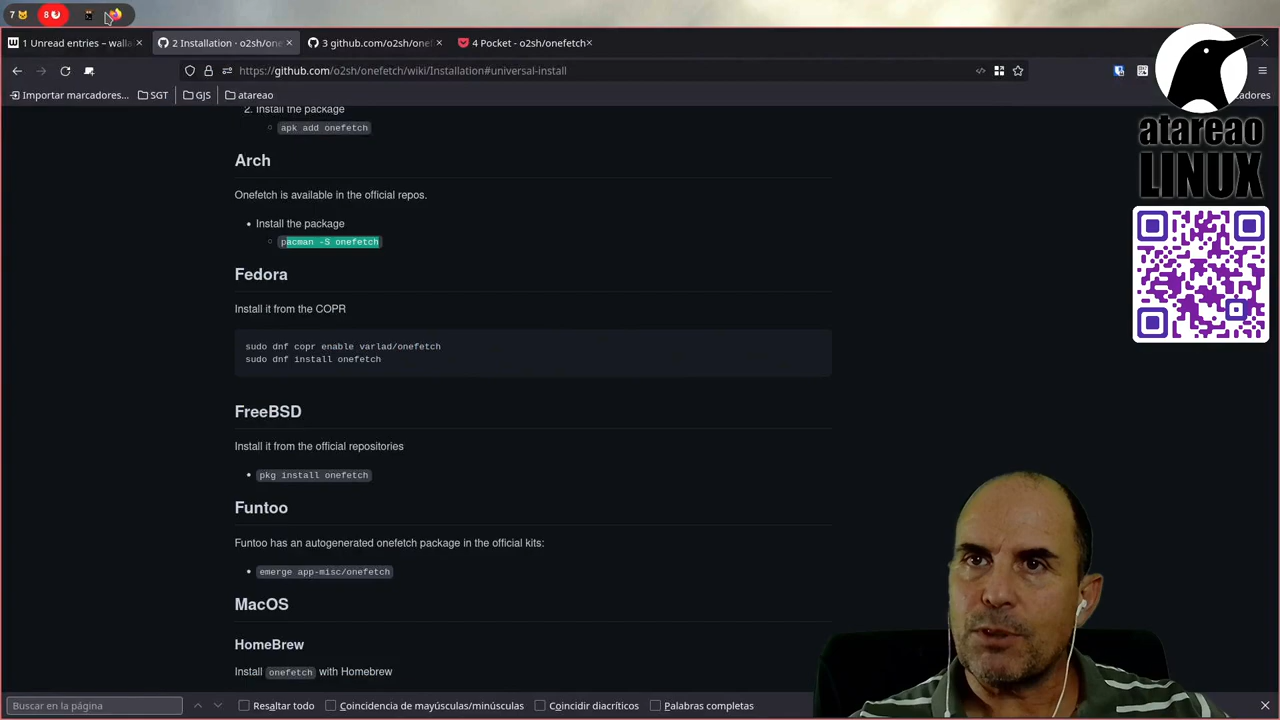 7
8
1 Unread entries – walla
2 Installation · o2sh/one
3 github.com/o2sh/onefetch,
4 Pocket - o2sh/onefetch
https://github.com/o2sh/onefetch/wiki/Installation#universal-install
Importar marcadores...
SGT
GJS
atareao
cadores
2. Install the package
apk add onefetch
Arch
Onefetch is available in the official repos.
Install the package
pacman -S onefetch
Fedora
Install it from the COPR
sudo dnf copr enable varlad/onefetch
sudo dnf install onefetch
FreeBSD
Install it from the official repositories
pkg install onefetch
Funtoo
Funtoo has an autogenerated onefetch package in the official kits:
emerge app-misc/onefetch
MacOS
HomeBrew
Install onefetch with Homebrew
Buscar en la página
Resaltar todo
Coincidencia de mayúsculas/minúsculas
Coincidir diacríticos
Palabras completas
atareao
LINUX